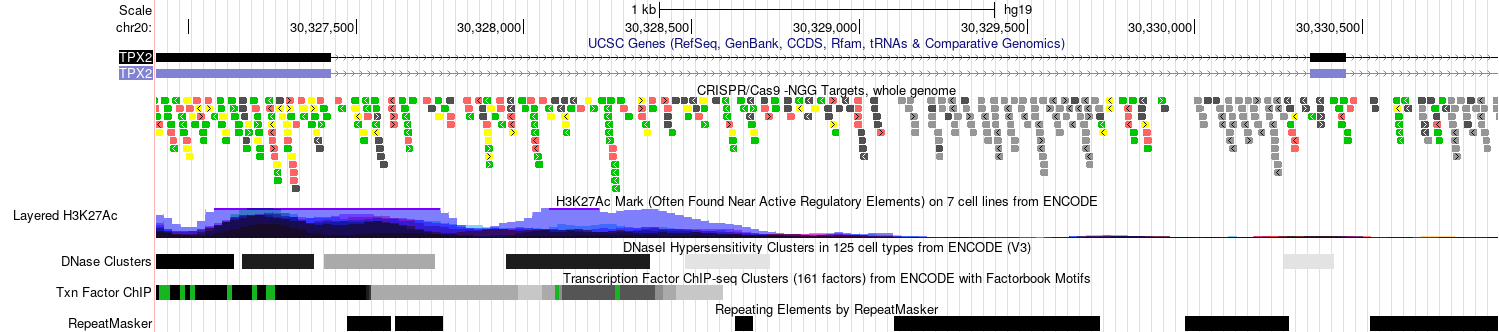 Scale 1 kb hg19
chr20: 30,327,500 30,328,000 30,328,500 30,329,000 30,329,500 30,330,000 30,330,500
UCSC Genes (RefSeq, GenBank, CCDS, Rfam, tRNAs & Comparative Genomics)
TPX2
TPX2
CRISPR/Cas9 -NGG Targets, whole genome
H3K27Ac Mark (Often Found Near Active Regulatory Elements) on 7 cell lines from ENCODE
Layered H3K27Ac
DNaseI Hypersensitivity Clusters in 125 cell types from ENCODE (V3)
DNase Clusters
Transcription Factor ChIP-seq Clusters (161 factors) from ENCODE with Factorbook Motifs
Txn Factor ChIP
Repeating Elements by RepeatMasker
RepeatMasker